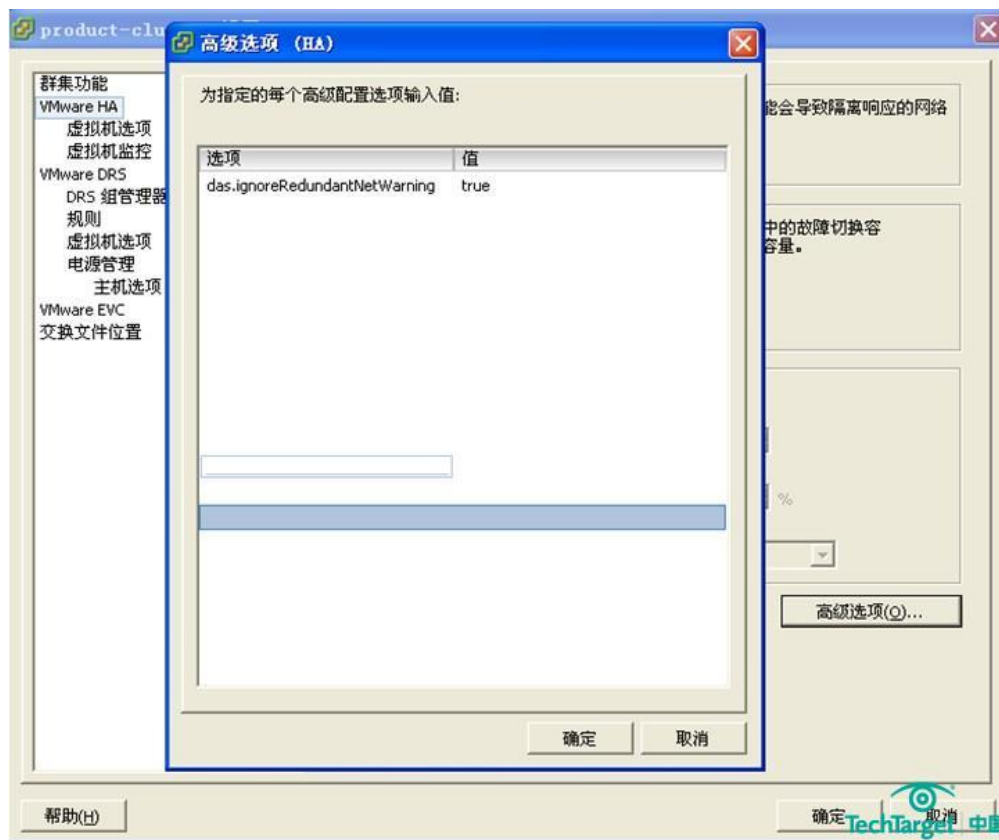 product-clu
高级选项 (HA)
为指定的每个高级配置选项输入值:
选项 值
das.ignoreRedundantNetWarning true
确定 取消
群集功能
VMware HA
虚拟机选项
虚拟机监控
VMware DRS
DRS 组管理器
规则
虚拟机选项
电源管理
主机选项
VMware EVC
交换文件位置
能会导致隔离响应的网络
中的故障切换容
容量。
%
高级选项(O)...
帮助(H)
确定 取消
TechTarget 中国